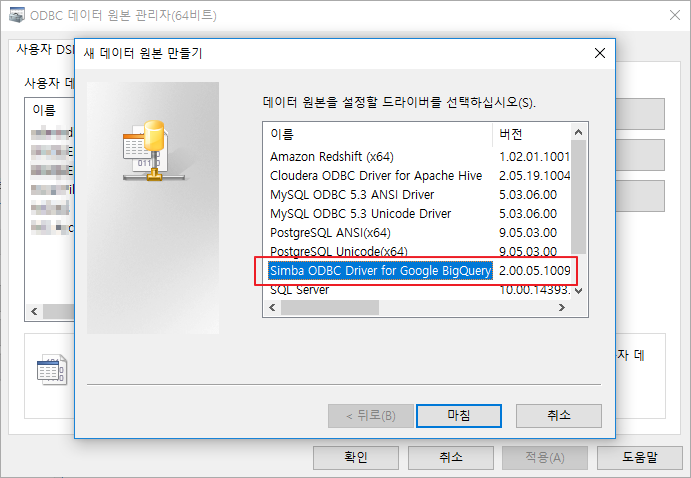 ODBC 데이터 원본 관리자(64비트)
사용자 DSN
새 데이터 원본 만들기
사용자 데
이름
데이터 원본을 설정할 드라이버를 선택하십시오(S).
이름 버전
Amazon Redshift (x64) 1.02.01.1001
Cloudera ODBC Driver for Apache Hive 2.05.19.1004
MySQL ODBC 5.3 ANSI Driver 5.03.06.00
MySQL ODBC 5.3 Unicode Driver 5.03.06.00
PostgreSQL ANSI(x64) 9.05.03.00
PostgreSQL Unicode(x64) 9.05.03.00
Simba ODBC Driver for Google BigQuery 2.00.05.1009
SQL Server 10.00.14393.
자 데
< 뒤로(B) 마침 취소
확인 취소 적용(A) 도움말